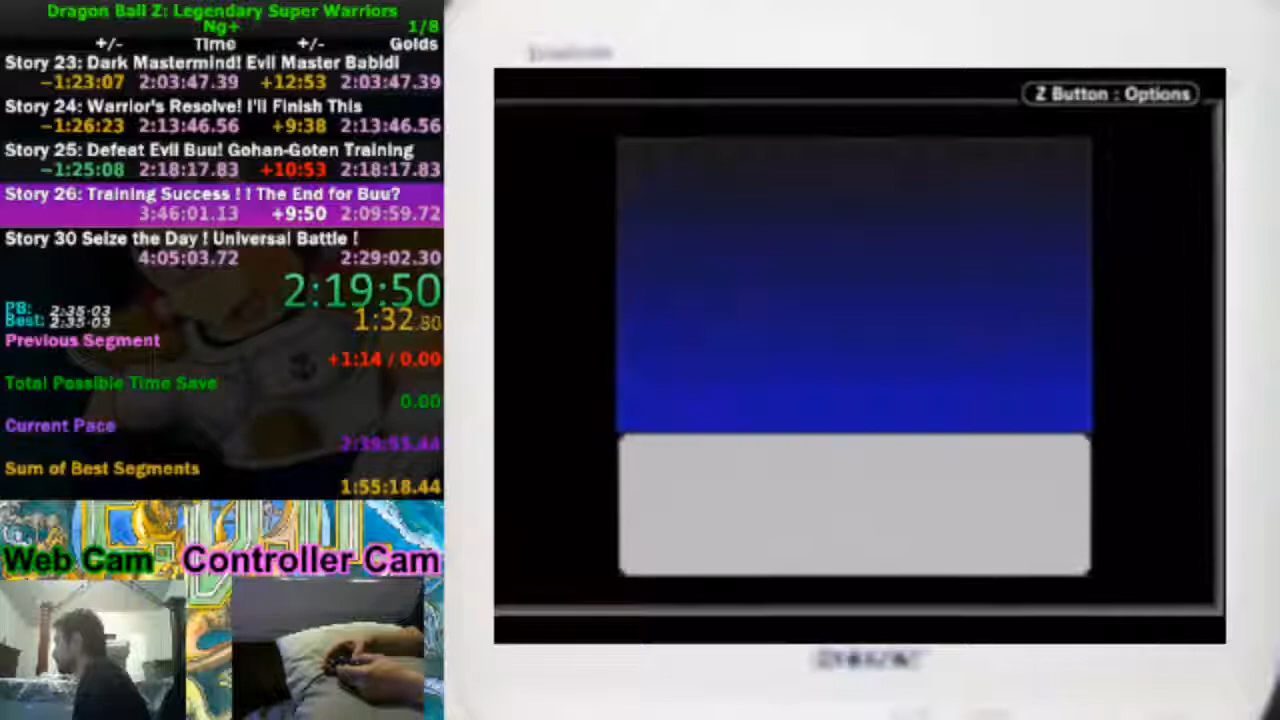 Dragon Ball Z: Legendary Super Warriors
Ng+
1/8
+/- Time +/- Golds
Story 23: Dark Mastermind! Evil Master Babidi
−1:23:07 2:03:47.39 +12:53 2:03:47.39
Story 24: Warrior's Resolve! I'll Finish This
−1:26:23 2:13:46.56 +9:38 2:13:46.56
Story 25: Defeat Evil Buu! Gohan-Goten Training
−1:25:08 2:18:17.83 +10:53 2:18:17.83
Story 26: Training Success ! ! The End for Buu?
3:46:01.13 +9:50 2:09:59.72
Story 30 Seize the Day ! Universal Battle !
4:05:03.72 2:29:02.30
2:19:50
PB: 2:35:03
Best: 2:35:03
1:32.80
Previous Segment
+1:14 / 0.00
Total Possible Time Save
0.00
Current Pace
2:39:55.44
Sum of Best Segments
1:55:18.44
Web Cam Controller Cam
Z Button : Options